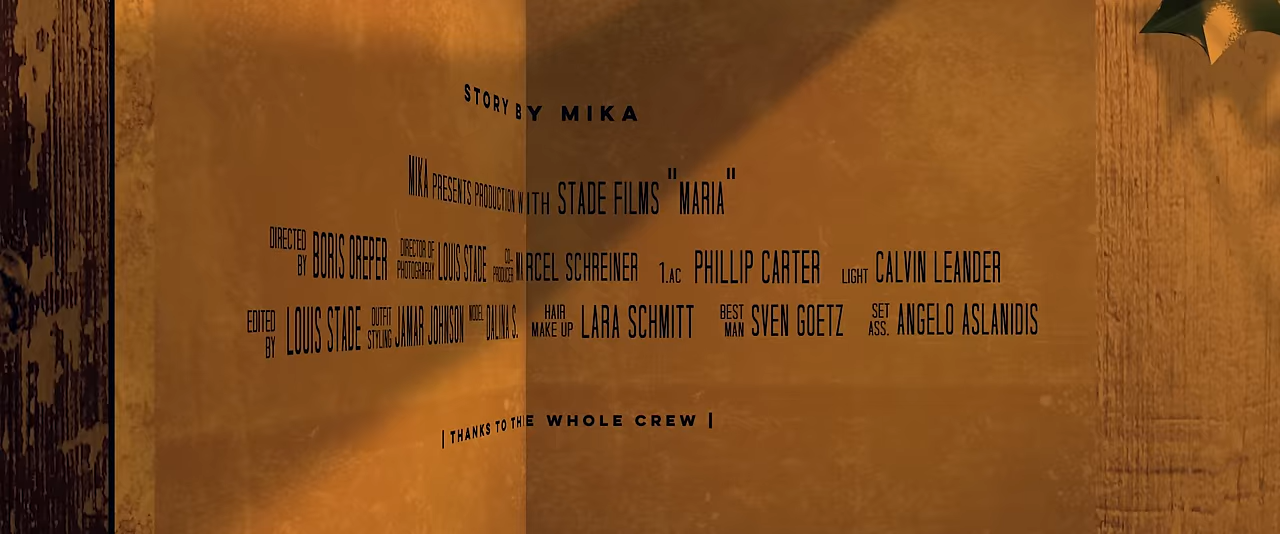 STORY BY MIKA
MIKA PRESENTS PRODUCTION WITH STADE FILMS "MARIA"
DIRECTED BY BORIS OREPER DIRECTOR OF PHOTOGRAPHY LOUIS STADE CO-PRODUCER MARCEL SCHREINER 1.AC PHILLIP CARTER LIGHT CALVIN LEANDER
EDITED BY LOUIS STADE OUTFIT STYLING JAMAR JOHNSON MODEL DALINA S. HAIR MAKE UP LARA SCHMITT BEST MAN SVEN GOETZ SET ASS. ANGELO ASLANIDIS
| THANKS TO THE WHOLE CREW |